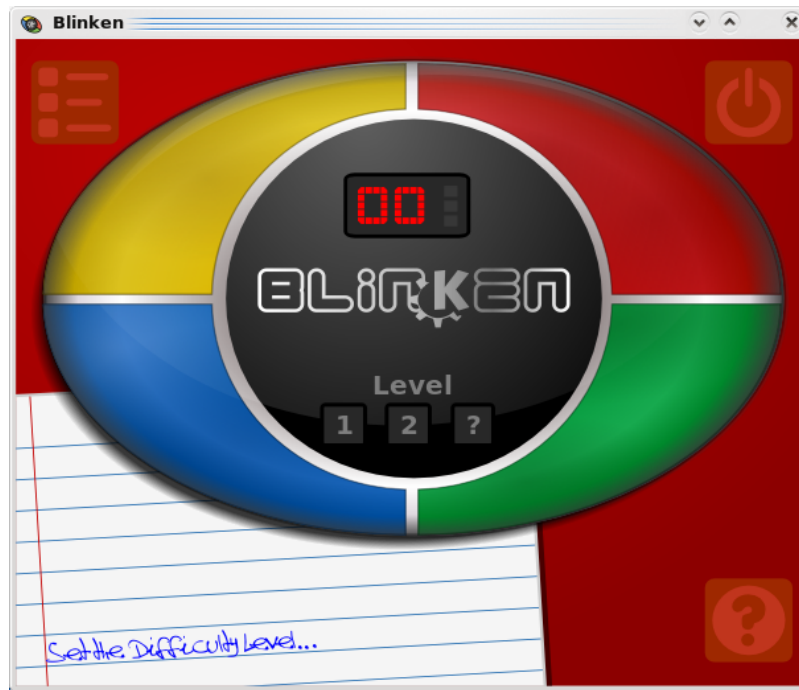 Blinken
00
BLINKEN
Level
1 2 ?
?
Set the Difficulty Level...